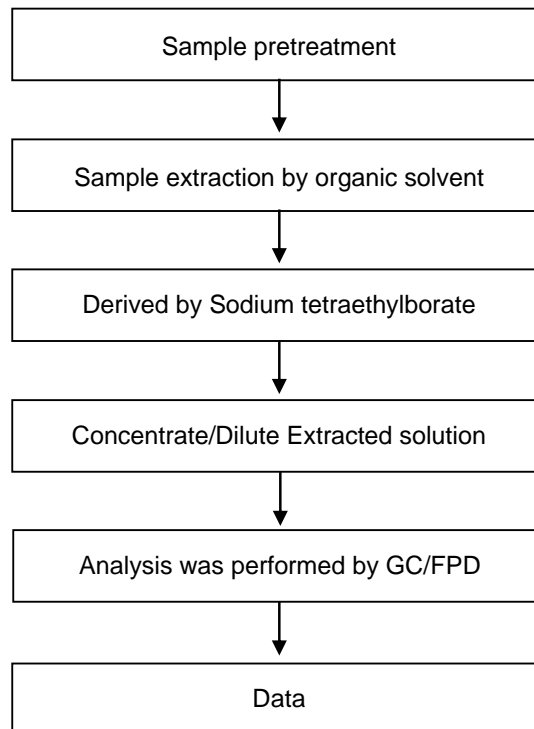 Sample pretreatment
Sample extraction by organic solvent
Derived by Sodium tetraethylborate
Concentrate/Dilute Extracted solution
Analysis was performed by GC/FPD
Data